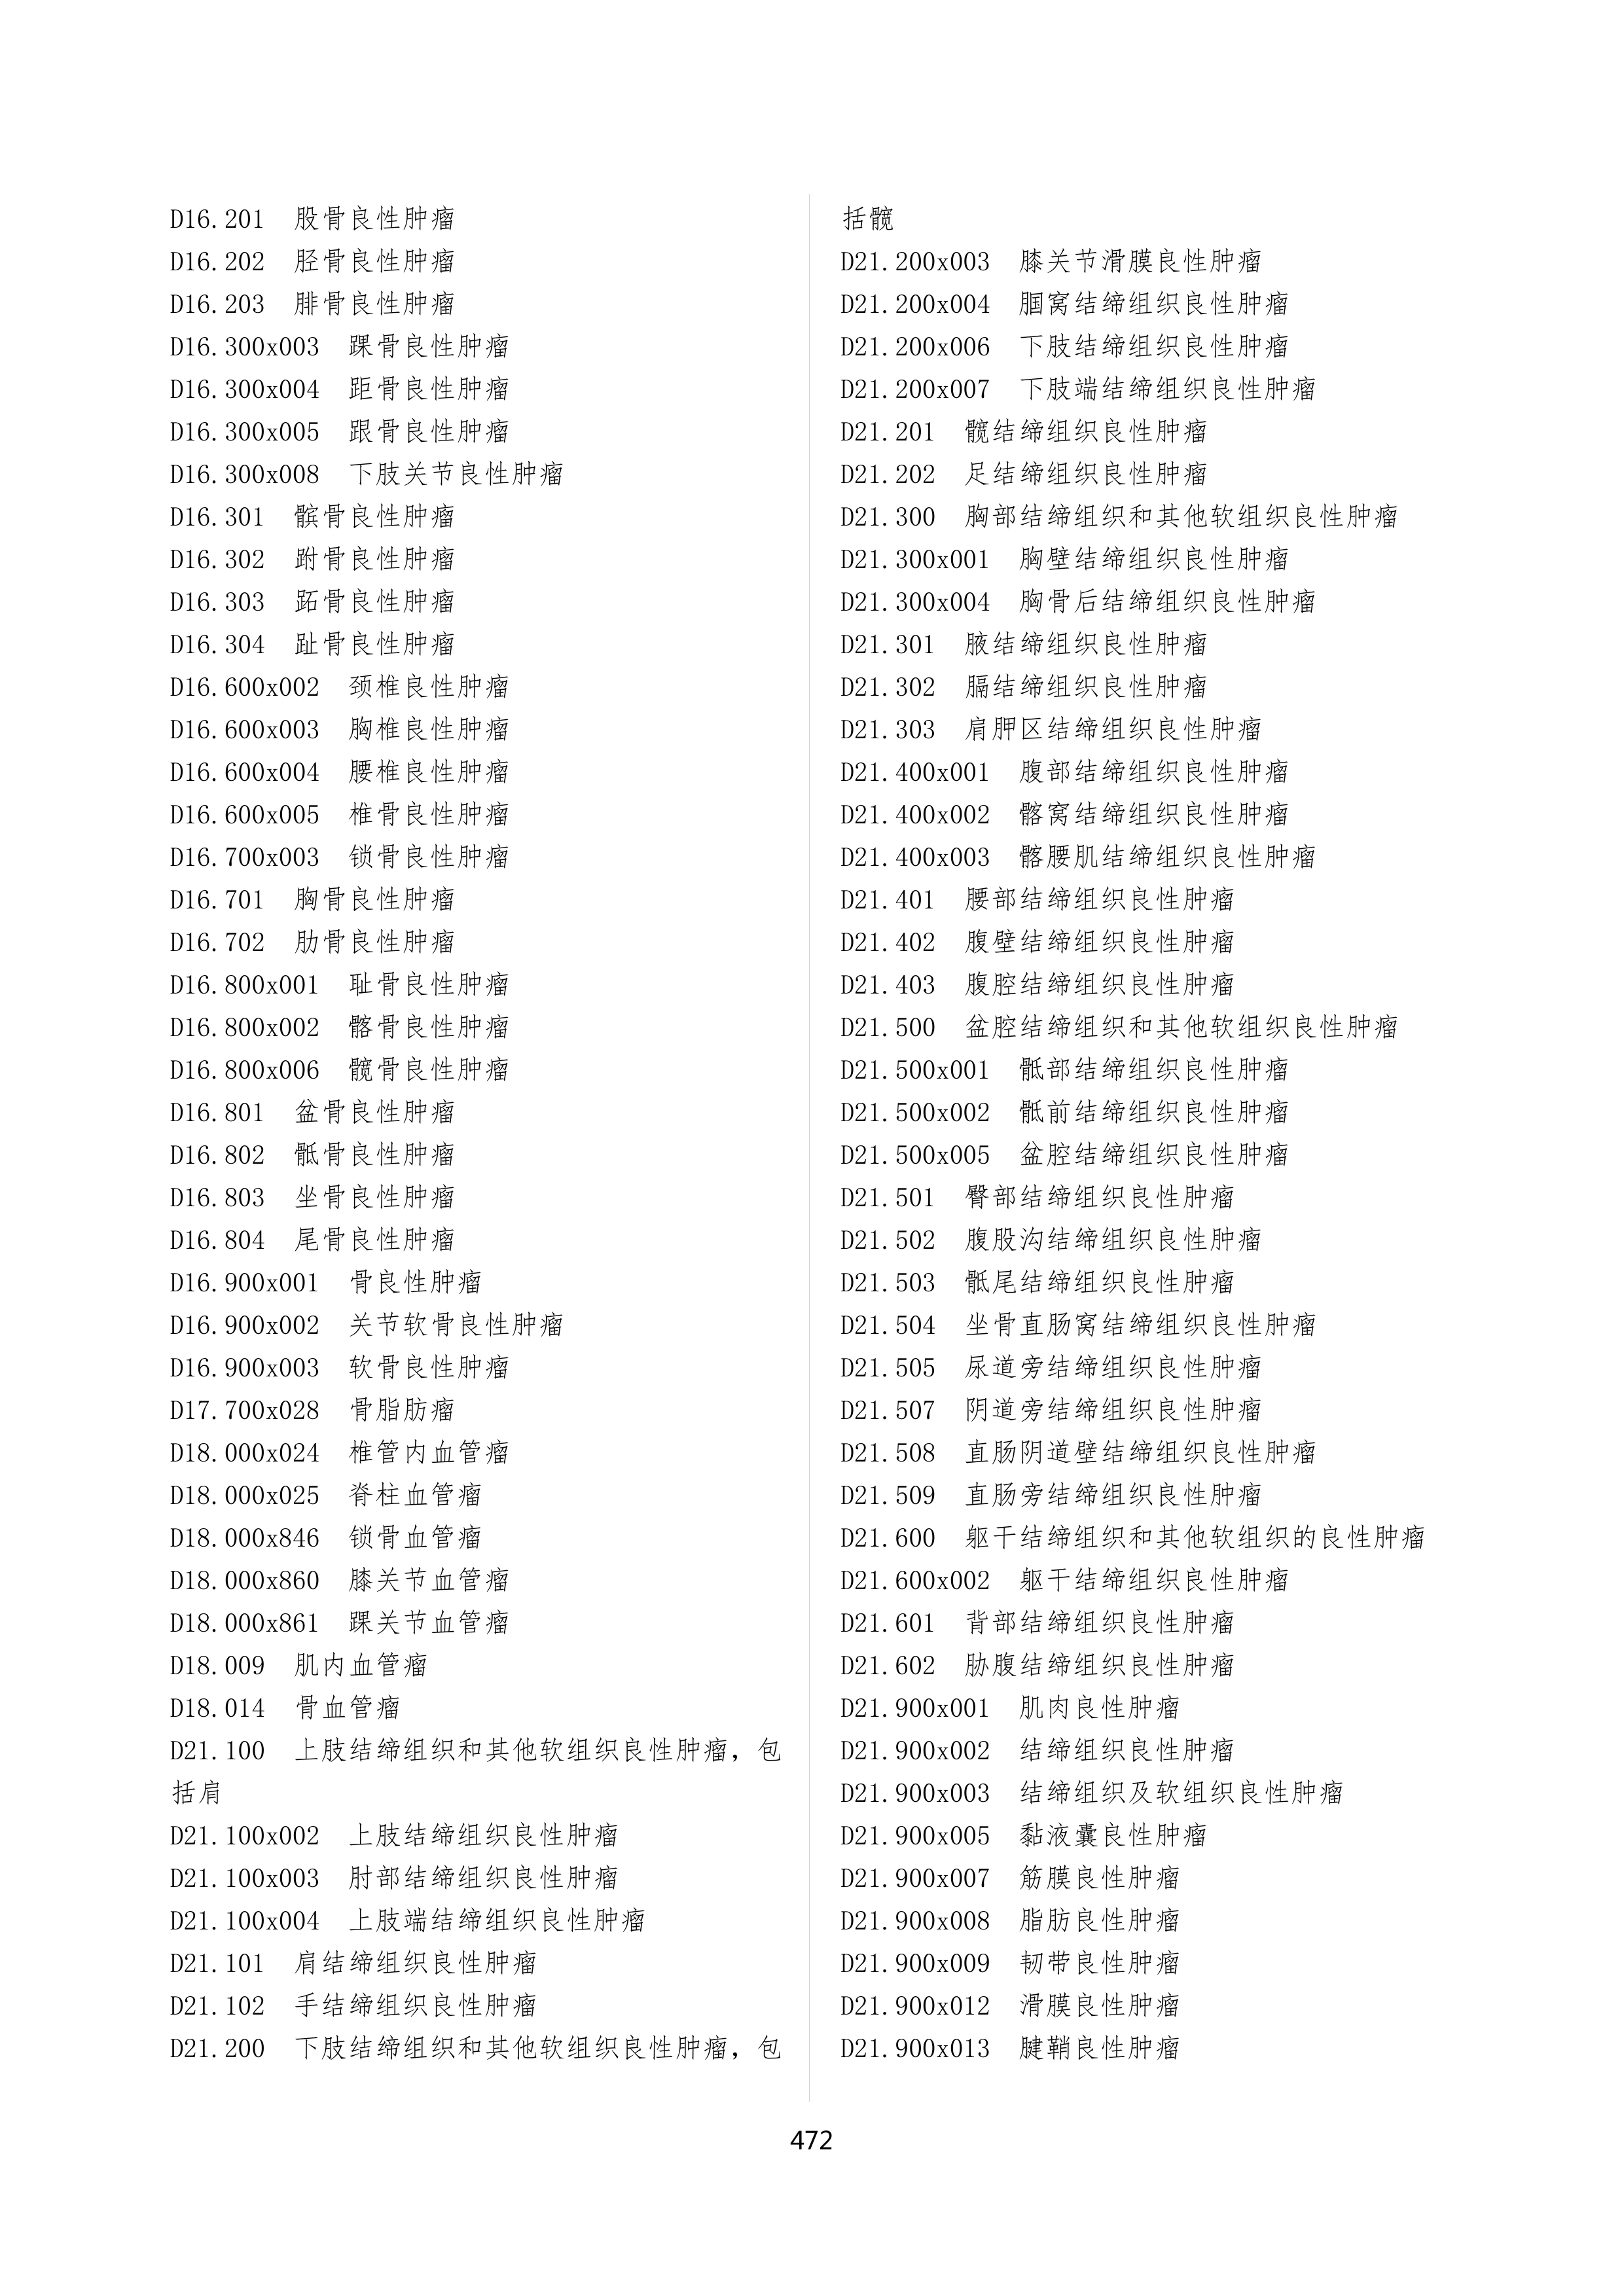 D16.201 股骨良性肿瘤
D16.202 胫骨良性肿瘤
D16.203 腓骨良性肿瘤
D16.300x003 踝骨良性肿瘤
D16.300x004 距骨良性肿瘤
D16.300x005 跟骨良性肿瘤
D16.300x008 下肢关节良性肿瘤
D16.301 髌骨良性肿瘤
D16.302 跗骨良性肿瘤
D16.303 跖骨良性肿瘤
D16.304 趾骨良性肿瘤
D16.600x002 颈椎良性肿瘤
D16.600x003 胸椎良性肿瘤
D16.600x004 腰椎良性肿瘤
D16.600x005 椎骨良性肿瘤
D16.700x003 锁骨良性肿瘤
D16.701 胸骨良性肿瘤
D16.702 肋骨良性肿瘤
D16.800x001 耻骨良性肿瘤
D16.800x002 髂骨良性肿瘤
D16.800x006 髋骨良性肿瘤
D16.801 盆骨良性肿瘤
D16.802 骶骨良性肿瘤
D16.803 坐骨良性肿瘤
D16.804 尾骨良性肿瘤
D16.900x001 骨良性肿瘤
D16.900x002 关节软骨良性肿瘤
D16.900x003 软骨良性肿瘤
D17.700x028 骨脂肪瘤
D18.000x024 椎管内血管瘤
D18.000x025 脊柱血管瘤
D18.000x846 锁骨血管瘤
D18.000x860 膝关节血管瘤
D18.000x861 踝关节血管瘤
D18.009 肌内血管瘤
D18.014 骨血管瘤
D21.100 上肢结缔组织和其他软组织良性肿瘤，包
括肩
D21.100x002 上肢结缔组织良性肿瘤
D21.100x003 肘部结缔组织良性肿瘤
D21.100x004 上肢端结缔组织良性肿瘤
D21.101 肩结缔组织良性肿瘤
D21.102 手结缔组织良性肿瘤
D21.200 下肢结缔组织和其他软组织良性肿瘤，包
括髋
D21.200x003 膝关节滑膜良性肿瘤
D21.200x004 腘窝结缔组织良性肿瘤
D21.200x006 下肢结缔组织良性肿瘤
D21.200x007 下肢端结缔组织良性肿瘤
D21.201 髋结缔组织良性肿瘤
D21.202 足结缔组织良性肿瘤
D21.300 胸部结缔组织和其他软组织良性肿瘤
D21.300x001 胸壁结缔组织良性肿瘤
D21.300x004 胸骨后结缔组织良性肿瘤
D21.301 腋结缔组织良性肿瘤
D21.302 膈结缔组织良性肿瘤
D21.303 肩胛区结缔组织良性肿瘤
D21.400x001 腹部结缔组织良性肿瘤
D21.400x002 髂窝结缔组织良性肿瘤
D21.400x003 髂腰肌结缔组织良性肿瘤
D21.401 腰部结缔组织良性肿瘤
D21.402 腹壁结缔组织良性肿瘤
D21.403 腹腔结缔组织良性肿瘤
D21.500 盆腔结缔组织和其他软组织良性肿瘤
D21.500x001 骶部结缔组织良性肿瘤
D21.500x002 骶前结缔组织良性肿瘤
D21.500x005 盆腔结缔组织良性肿瘤
D21.501 臀部结缔组织良性肿瘤
D21.502 腹股沟结缔组织良性肿瘤
D21.503 骶尾结缔组织良性肿瘤
D21.504 坐骨直肠窝结缔组织良性肿瘤
D21.505 尿道旁结缔组织良性肿瘤
D21.507 阴道旁结缔组织良性肿瘤
D21.508 直肠阴道壁结缔组织良性肿瘤
D21.509 直肠旁结缔组织良性肿瘤
D21.600 躯干结缔组织和其他软组织的良性肿瘤
D21.600x002 躯干结缔组织良性肿瘤
D21.601 背部结缔组织良性肿瘤
D21.602 胁腹结缔组织良性肿瘤
D21.900x001 肌肉良性肿瘤
D21.900x002 结缔组织良性肿瘤
D21.900x003 结缔组织及软组织良性肿瘤
D21.900x005 黏液囊良性肿瘤
D21.900x007 筋膜良性肿瘤
D21.900x008 脂肪良性肿瘤
D21.900x009 韧带良性肿瘤
D21.900x012 滑膜良性肿瘤
D21.900x013 腱鞘良性肿瘤
472